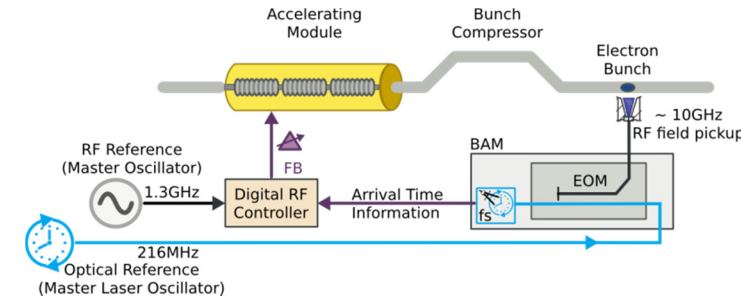 Accelerating
Module
Bunch
Compressor
Electron
Bunch
~ 10GHz
RF field pickup
BAM
RF Reference
(Master Oscillator)
FB
EOM
1.3GHz
Digital RF
Controller
Arrival Time
Information
fs
216MHz
Optical Reference
(Master Laser Oscillator)